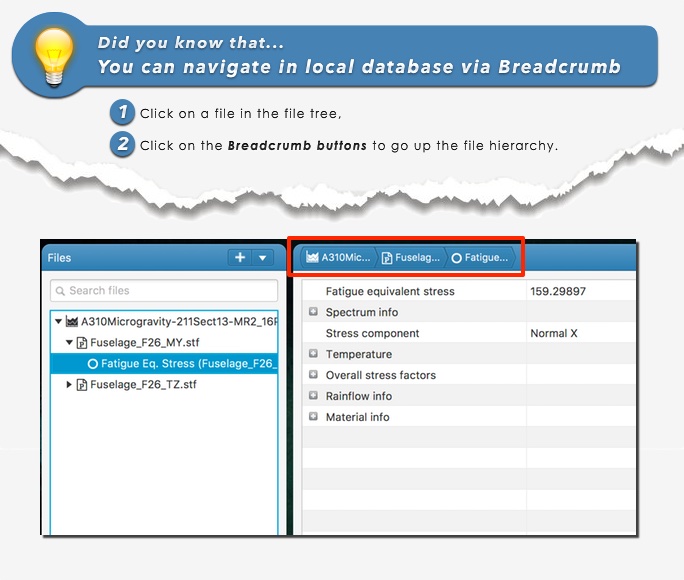 Did you know that...
You can navigate in local database via Breadcrumb
1 Click on a file in the file tree,
2 Click on the Breadcrumb buttons to go up the file hierarchy.
Files
A310Mic... Fuselag... Fatigue...
Search files
A310Microgravity-211Sect13-MR2_16F
Fuselage_F26_MY.stf
Fatigue Eq. Stress (Fuselage_F26_
Fuselage_F26_TZ.stf
Fatigue equivalent stress 159.29897
Spectrum info
Stress component Normal X
Temperature
Overall stress factors
Rainflow info
Material info